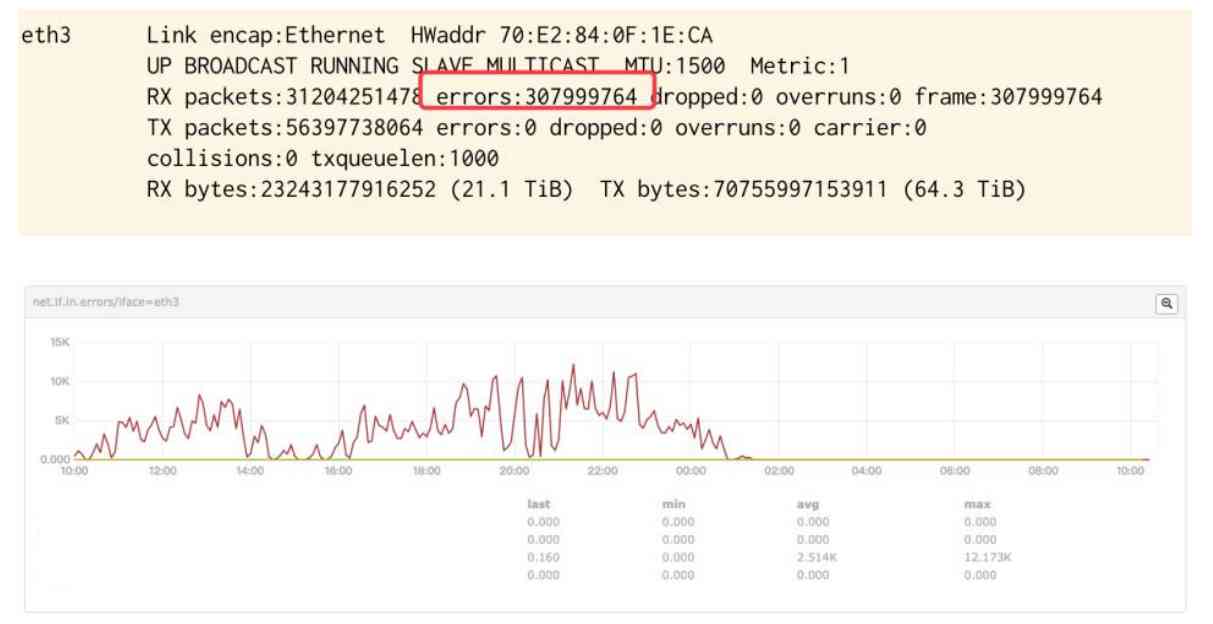 eth3 Link encap:Ethernet HWaddr 70:E2:84:0F:1E:CA
UP BROADCAST RUNNING SLAVE MULTICAST MTU:1500 Metric:1
RX packets:31204251478 errors:307999764 dropped:0 overruns:0 frame:307999764
TX packets:56397738064 errors:0 dropped:0 overruns:0 carrier:0
collisions:0 txqueuelen:1000
RX bytes:23243177916252 (21.1 TiB) TX bytes:70755997153911 (64.3 TiB)
net.if.in.errors/iface=eth3
15K
10K
5K
0.000
10:00 12:00 14:00 16:00 18:00 20:00 22:00 00:00 02:00 04:00 06:00 08:00 10:00
last min avg max
0.000 0.000 0.000 0.000
0.000 0.000 0.000 0.000
0.160 0.000 2.514K 12.173K
0.000 0.000 0.000 0.000